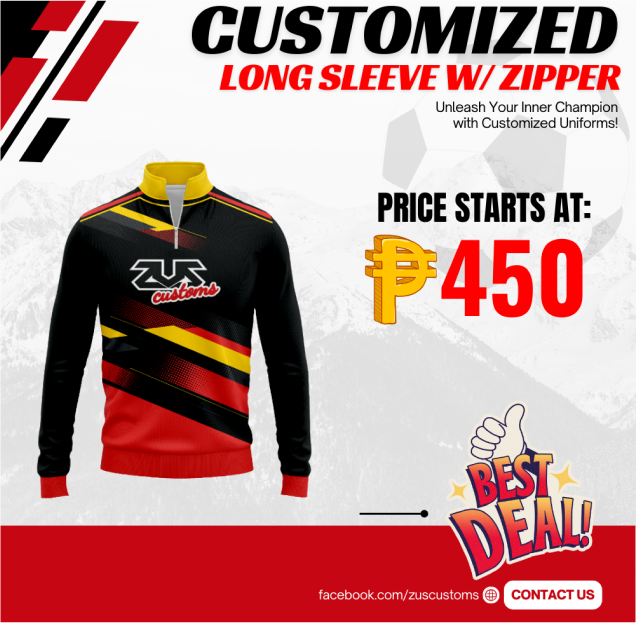 CUSTOMIZED
LONG SLEEVE W/ ZIPPER
Unleash Your Inner Champion
with Customized Uniforms!
PRICE STARTS AT:
₱450
ZUS
customs
BEST
DEAL!
facebook.com/zuscustoms
CONTACT US